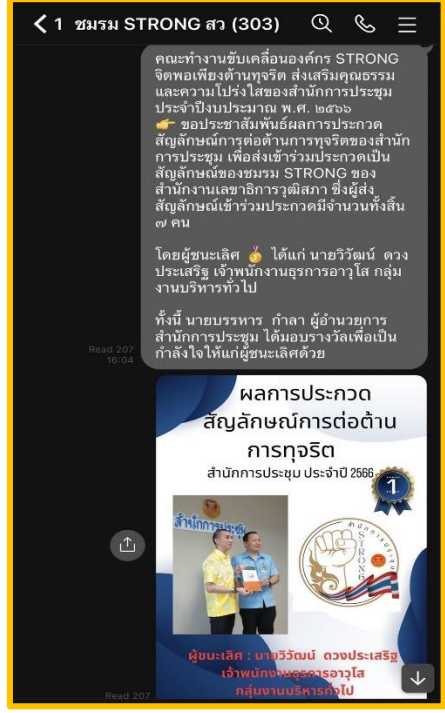 1 ชมรม STRONG สว (303)
คณะทำงานขับเคลื่อนองค์กร STRONG
จิตพอเพียงต้านทุจริต ส่งเสริมคุณธรรม
และความโปร่งใสของสำนักการประชุม
ประจำปีงบประมาณ พ.ศ. ๒๕๖๖
👉 ขอประชาสัมพันธ์ผลการประกวด
สัญลักษณ์การต่อต้านการทุจริตของสำนัก
การประชุม เพื่อส่งเข้าร่วมประกวดเป็น
สัญลักษณ์ของชมรม STRONG ของ
สำนักงานเลขาธิการวุฒิสภา ซึ่งผู้ส่ง
สัญลักษณ์เข้าร่วมประกวดมีจำนวนทั้งสิ้น
๗ คน
โดยผู้ชนะเลิศ 🥇 ได้แก่ นายวิวัฒน์ ดวง
ประเสริฐ เจ้าพนักงานธุรการอาวุโส กลุ่ม
งานบริหารทั่วไป
ทั้งนี้ นายบรรหาร กำลา ผู้อำนวยการ
สำนักการประชุม ได้มอบรางวัลเพื่อเป็น
กำลังใจให้แก่ผู้ชนะเลิศด้วย
Read 207
16:04
ผลการประกวด
สัญลักษณ์การต่อต้าน
การทุจริต
สำนักการประชุม ประจำปี 2566
1
สำนักการประชุม
สำนักการประชุม
STRONG
ผู้ชนะเลิศ : นายวิวัฒน์ ดวงประเสริฐ
เจ้าพนักงานธุรการอาวุโส
กลุ่มงานบริหารทั่วไป
Read 207